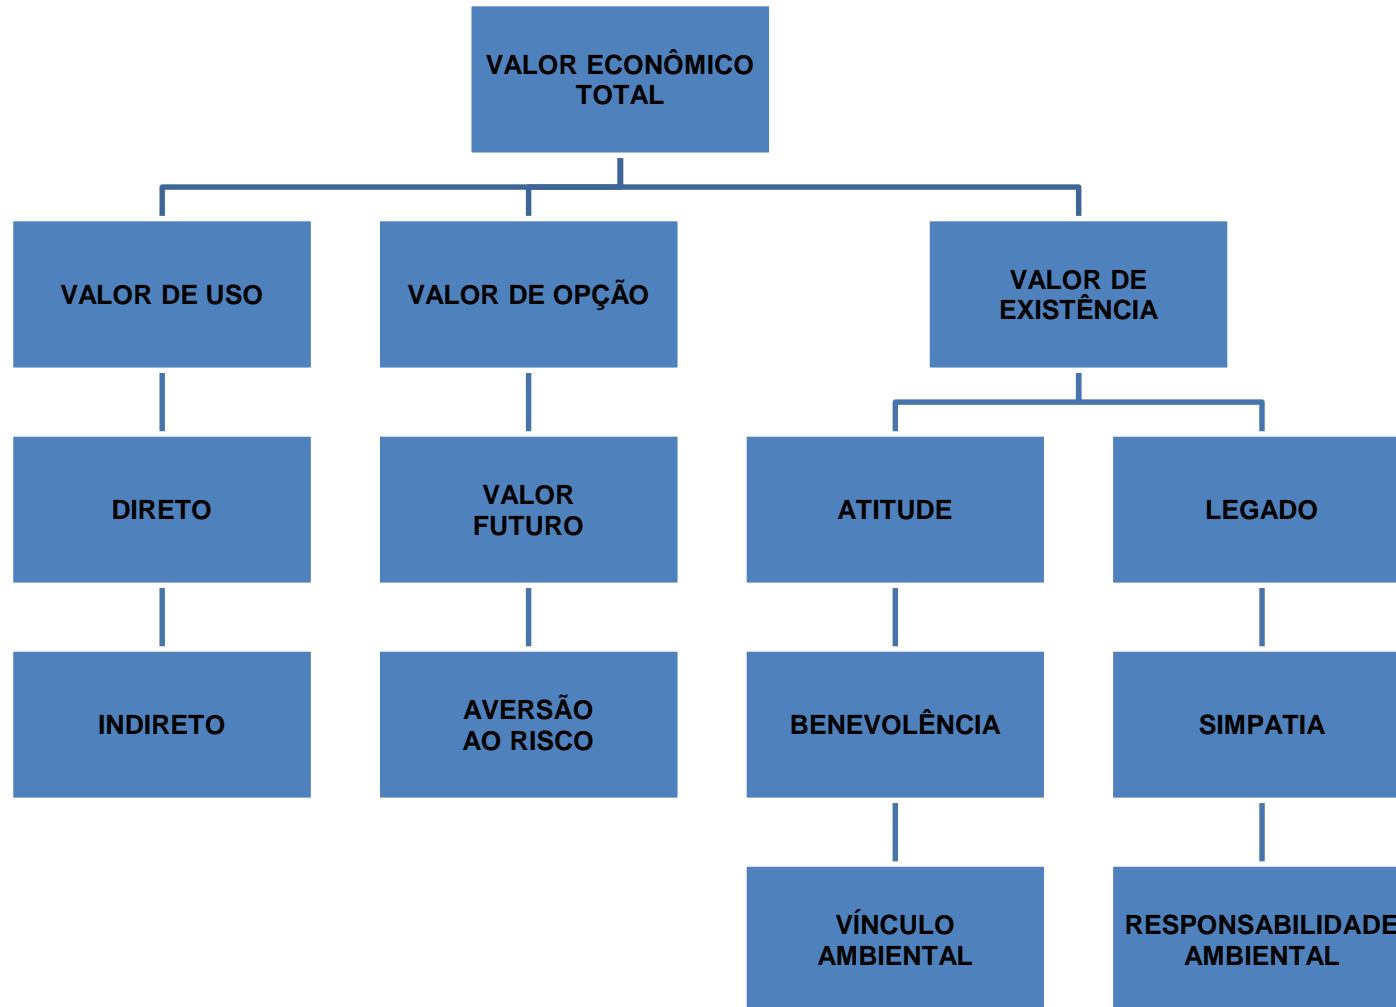 VALOR ECONÔMICO
TOTAL
VALOR DE USO
VALOR DE OPÇÃO
VALOR DE
EXISTÊNCIA
DIRETO
VALOR
FUTURO
ATITUDE
LEGADO
INDIRETO
AVERSÃO
AO RISCO
BENEVOLÊNCIA
SIMPATIA
VÍNCULO
AMBIENTAL
RESPONSABILIDADE
AMBIENTAL